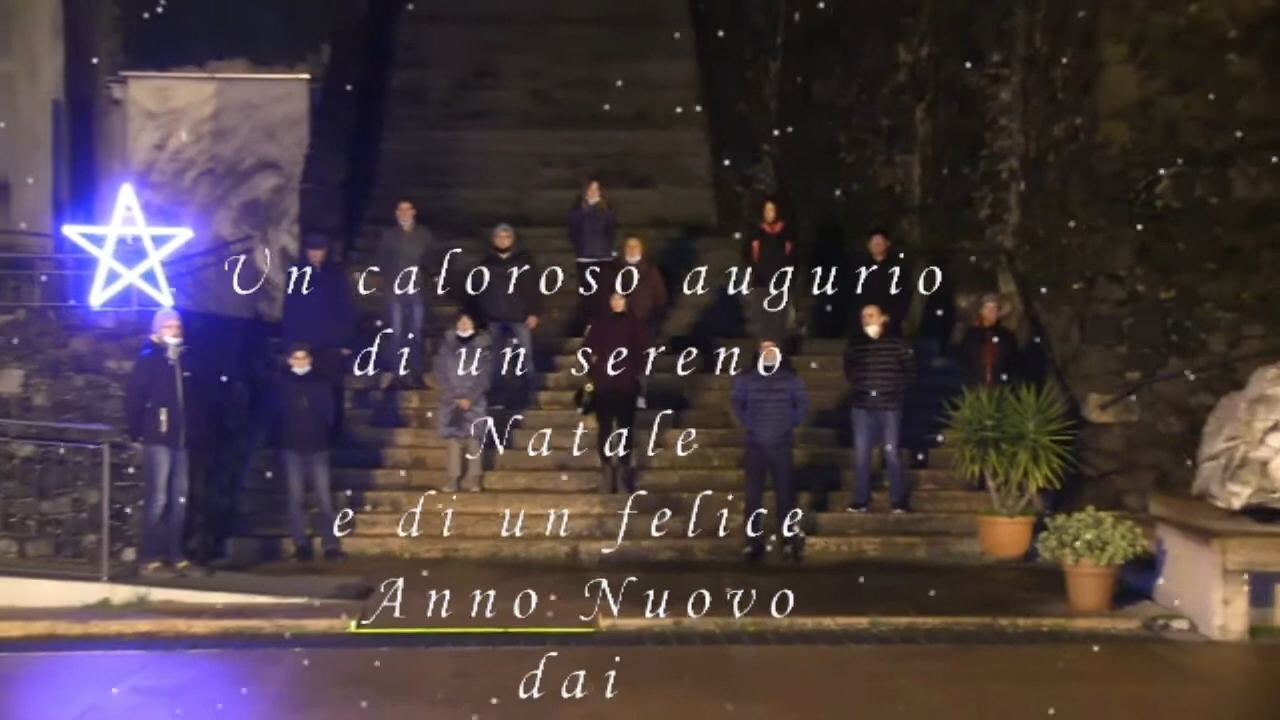 Un caloroso augurio
di un sereno
Natale
e di un felice
Anno Nuovo
dai